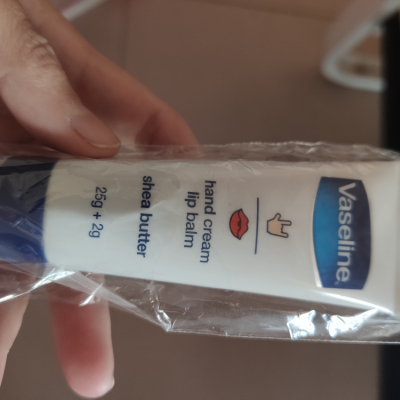 Vaseline
hand cream
lip balm
shea butter
25g + 2g